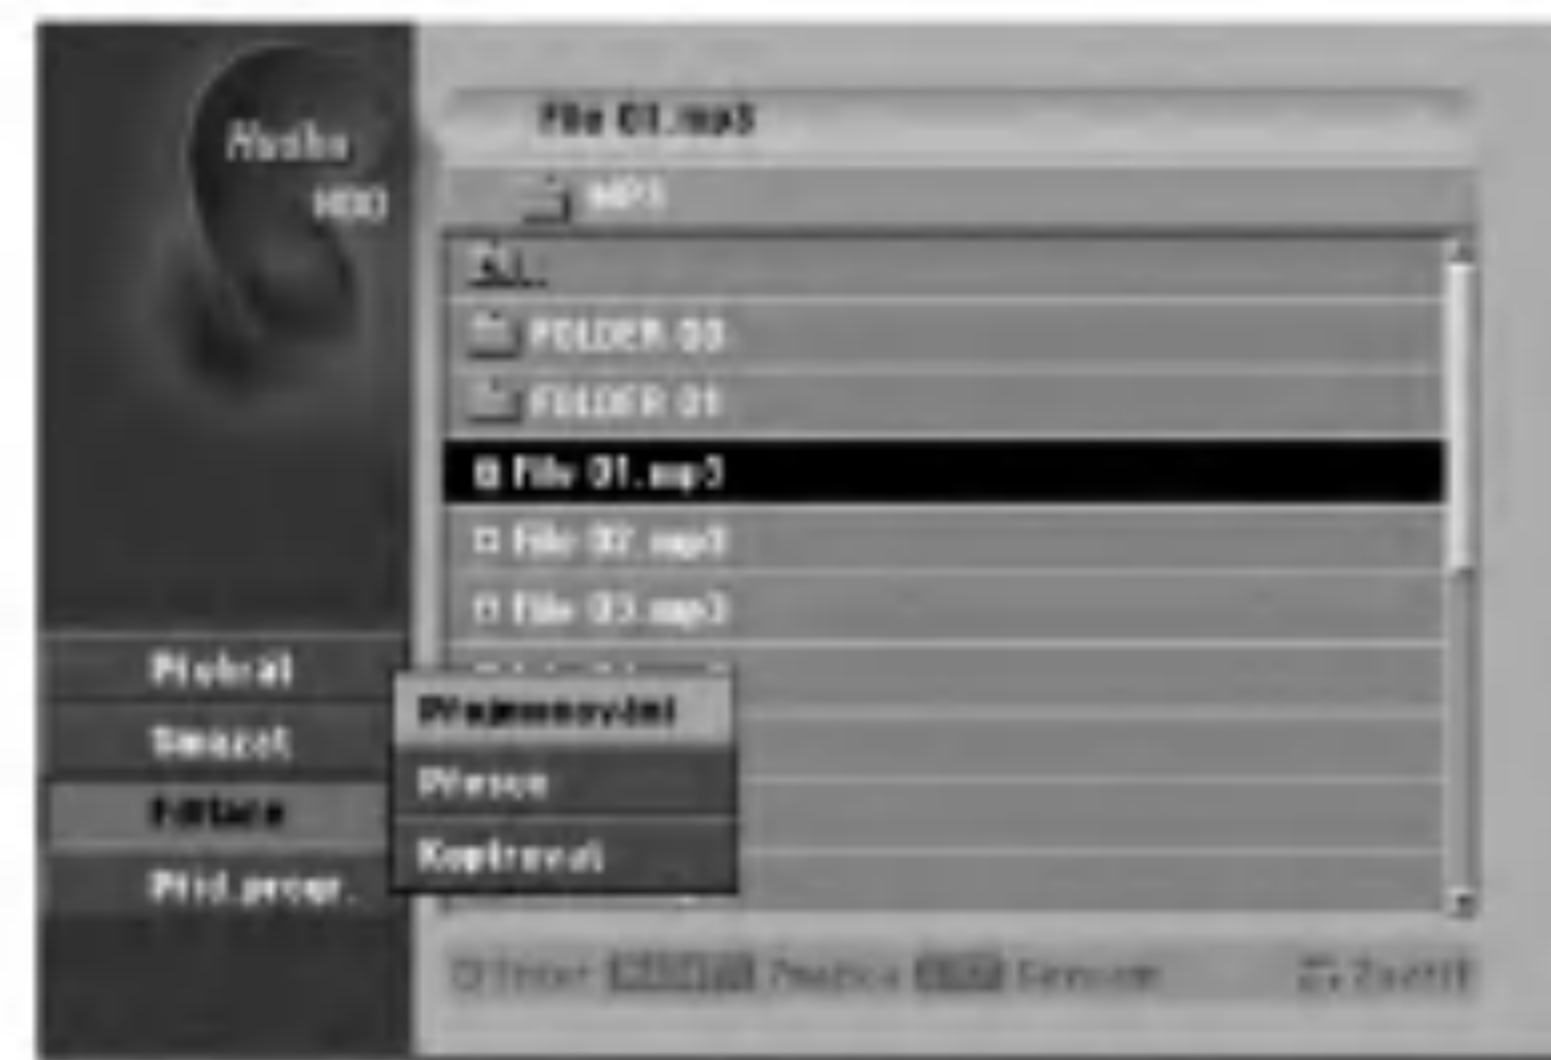 Hudba
HDD
File 01.mp3
MP3
FOLDER 00
FOLDER 01
File 01.mp3
File 02.mp3
File 03.mp3
Přehrát
Smazat
Editace
Přid.progr.
Přejmenování
Přesun
Kopírovat
Zavřít